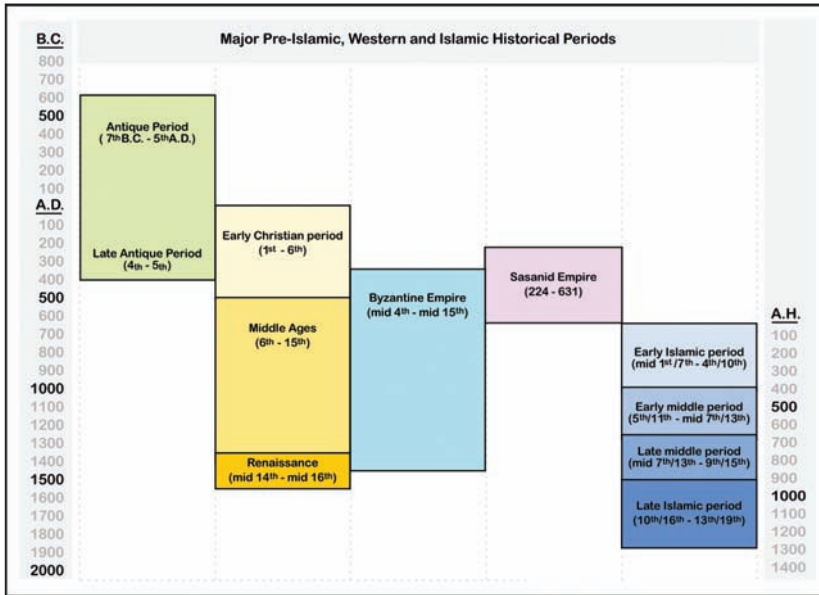 Major Pre-Islamic, Western and Islamic Historical Periods
B.C.
800
700
600
500
400
300
200
100
A.D.
100
200
300
400
500
600
700
800
900
1000
1100
1200
1300
1400
1500
1600
1700
1800
1900
2000
Antique Period
( 7th B.C. - 5th A.D.)
Late Antique Period
(4th - 5th)
Early Christian period
(1st - 6th)
Middle Ages
(6th - 15th)
Renaissance
(mid 14th - mid 16th)
Byzantine Empire
(mid 4th - mid 15th)
Sasanid Empire
(224 - 631)
Early Islamic period
(mid 1st/7th - 4th/10th)
Early middle period
(5th/11th - mid 7th/13th)
Late middle period
(mid 7th/13th - 9th/15th)
Late Islamic period
(10th/16th - 13th/19th)
A.H.
100
200
300
400
500
600
700
800
900
1000
1100
1200
1300
1400